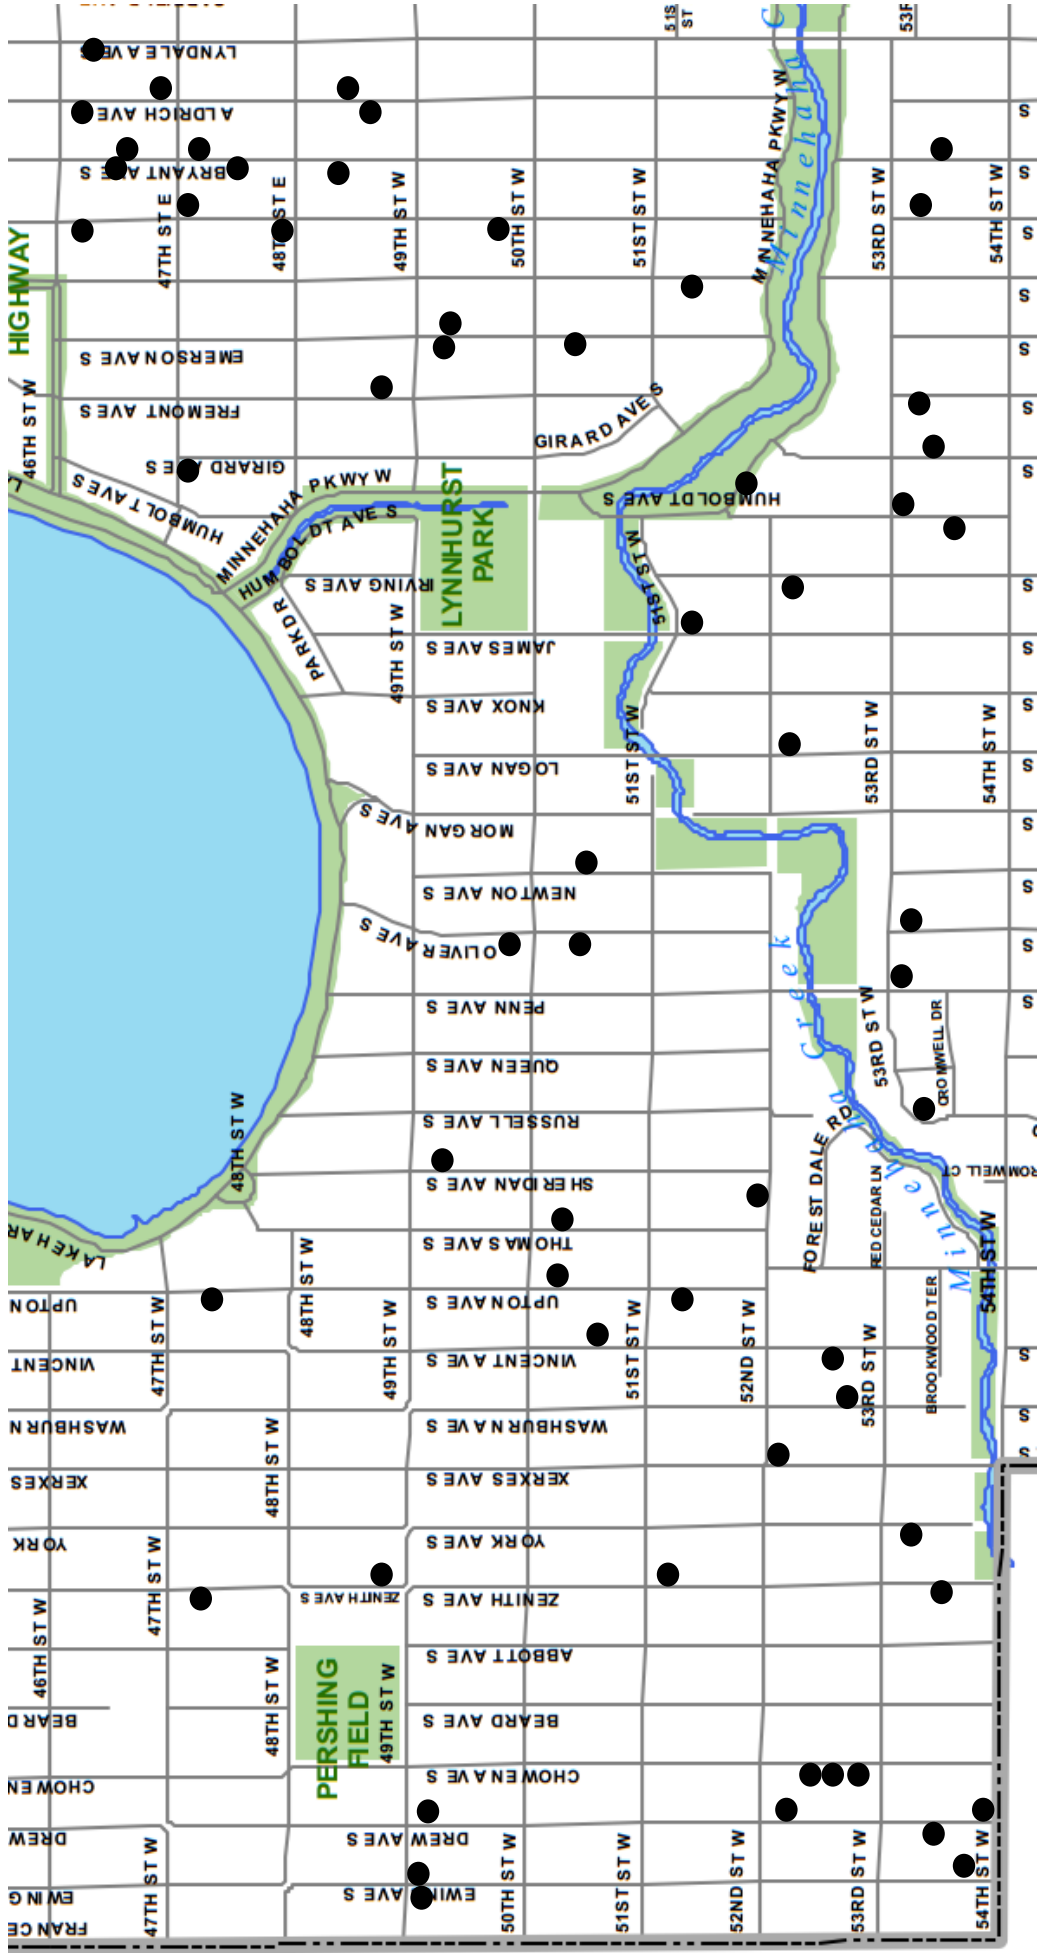 LYNDALE AVE S
51S
ST
53R
ALDRICH AVE
S
MINNEHAHA PKWY W
Minnehaha C
BRYANT AVE S
S
47TH ST E
48TH ST E
49TH ST W
50TH ST W
51ST ST W
53RD ST W
54TH ST W
S
HIGHWAY
S
EMERSON AVE S
S
46TH ST W
FREMONT AVE S
GIRARD AVE S
S
GIRARD AVE S
S
HUMBOLT AVE S
MINNEHAHA PKWY W
HUMBOLDT AVE S
LYNNHURST
PARK
HUMBOLDT AVE S
S
IRVING AVE S
51ST ST W
S
PARK DR
49TH ST W
JAMES AVE S
S
KNOX AVE S
S
51ST ST W
53RD ST W
54TH ST W
LOGAN AVE S
S
MORGAN AVE S
S
NEWTON AVE S
S
OLIVER AVE S
S
Minnehaha Creek
PENN AVE S
S
53RD ST W
CROMWELL DR
QUEEN AVE S
RUSSELL AVE S
48TH ST W
FOREST DALE RD
SHERIDAN AVE S
ROMWELL CT
RED CEDAR LN
LAKE HAR
THOMAS AVE S
48TH ST W
54TH ST W
UPTON
UPTON AVE S
47TH ST W
49TH ST W
51ST ST W
52ND ST W
53RD ST W
BROOKWOOD TER
VINCENT
VINCENT AVE S
S
WASHBURN
48TH ST W
WASHBURN AVE S
S
XERXES
XERXES AVE S
S
YORK
47TH ST W
YORK AVE S
46TH ST W
ZENITH AVE S
ZENITH AVE S
48TH ST W
PERSHING
FIELD
49TH ST W
ABBOTT AVE S
BEARD
BEARD AVE S
CHOWEN
CHOWEN AVE S
DREW
DREW AVE S
47TH ST W
50TH ST W
51ST ST W
52ND ST W
53RD ST W
54TH ST W
EWING
EWING AVE S
FRANCE